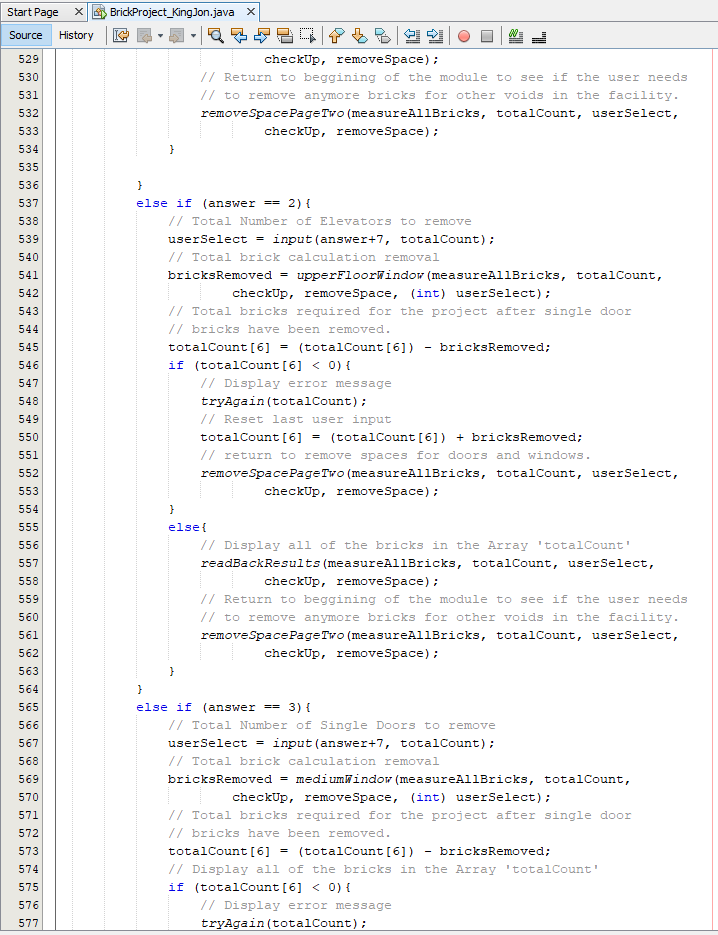 Start Page
BrickProject_KingJon.java
Source History
529 checkUp, removeSpace);
530 // Return to beggining of the module to see if the user needs
531 // to remove anymore bricks for other voids in the facility.
532 removeSpacePageTwo(measureAllBricks, totalCount, userSelect,
533 checkUp, removeSpace);
534 }
535
536 }
537 else if (answer == 2){
538 // Total Number of Elevators to remove
539 userSelect = input(answer+7, totalCount);
540 // Total brick calculation removal
541 bricksRemoved = upperFloorWindow(measureAllBricks, totalCount,
542 checkUp, removeSpace, (int) userSelect);
543 // Total bricks required for the project after single door
544 // bricks have been removed.
545 totalCount[6] = (totalCount[6]) - bricksRemoved;
546 if (totalCount[6] < 0){
547 // Display error message
548 tryAgain(totalCount);
549 // Reset last user input
550 totalCount[6] = (totalCount[6]) + bricksRemoved;
551 // return to remove spaces for doors and windows.
552 removeSpacePageTwo(measureAllBricks, totalCount, userSelect,
553 checkUp, removeSpace);
554 }
555 else{
556 // Display all of the bricks in the Array 'totalCount'
557 readBackResults(measureAllBricks, totalCount, userSelect,
558 checkUp, removeSpace);
559 // Return to beggining of the module to see if the user needs
560 // to remove anymore bricks for other voids in the facility.
561 removeSpacePageTwo(measureAllBricks, totalCount, userSelect,
562 checkUp, removeSpace);
563 }
564 }
565 else if (answer == 3){
566 // Total Number of Single Doors to remove
567 userSelect = input(answer+7, totalCount);
568 // Total brick calculation removal
569 bricksRemoved = mediumWindow(measureAllBricks, totalCount,
570 checkUp, removeSpace, (int) userSelect);
571 // Total bricks required for the project after single door
572 // bricks have been removed.
573 totalCount[6] = (totalCount[6]) - bricksRemoved;
574 // Display all of the bricks in the Array 'totalCount'
575 if (totalCount[6] < 0){
576 // Display error message
577 tryAgain(totalCount);